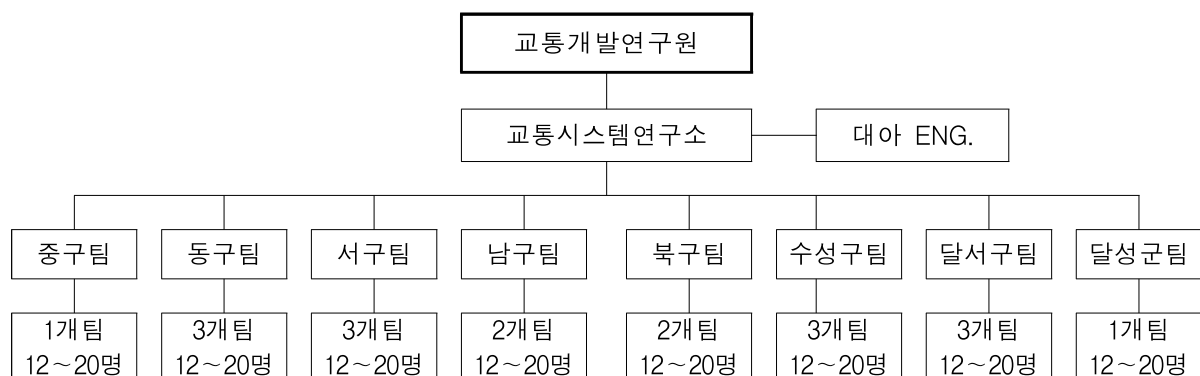 교통개발연구원
교통시스템연구소
대아 ENG.
중구팀
동구팀
서구팀
남구팀
북구팀
수성구팀
달서구팀
달성군팀
1개팀
12~20명
3개팀
12~20명
3개팀
12~20명
2개팀
12~20명
2개팀
12~20명
3개팀
12~20명
3개팀
12~20명
1개팀
12~20명